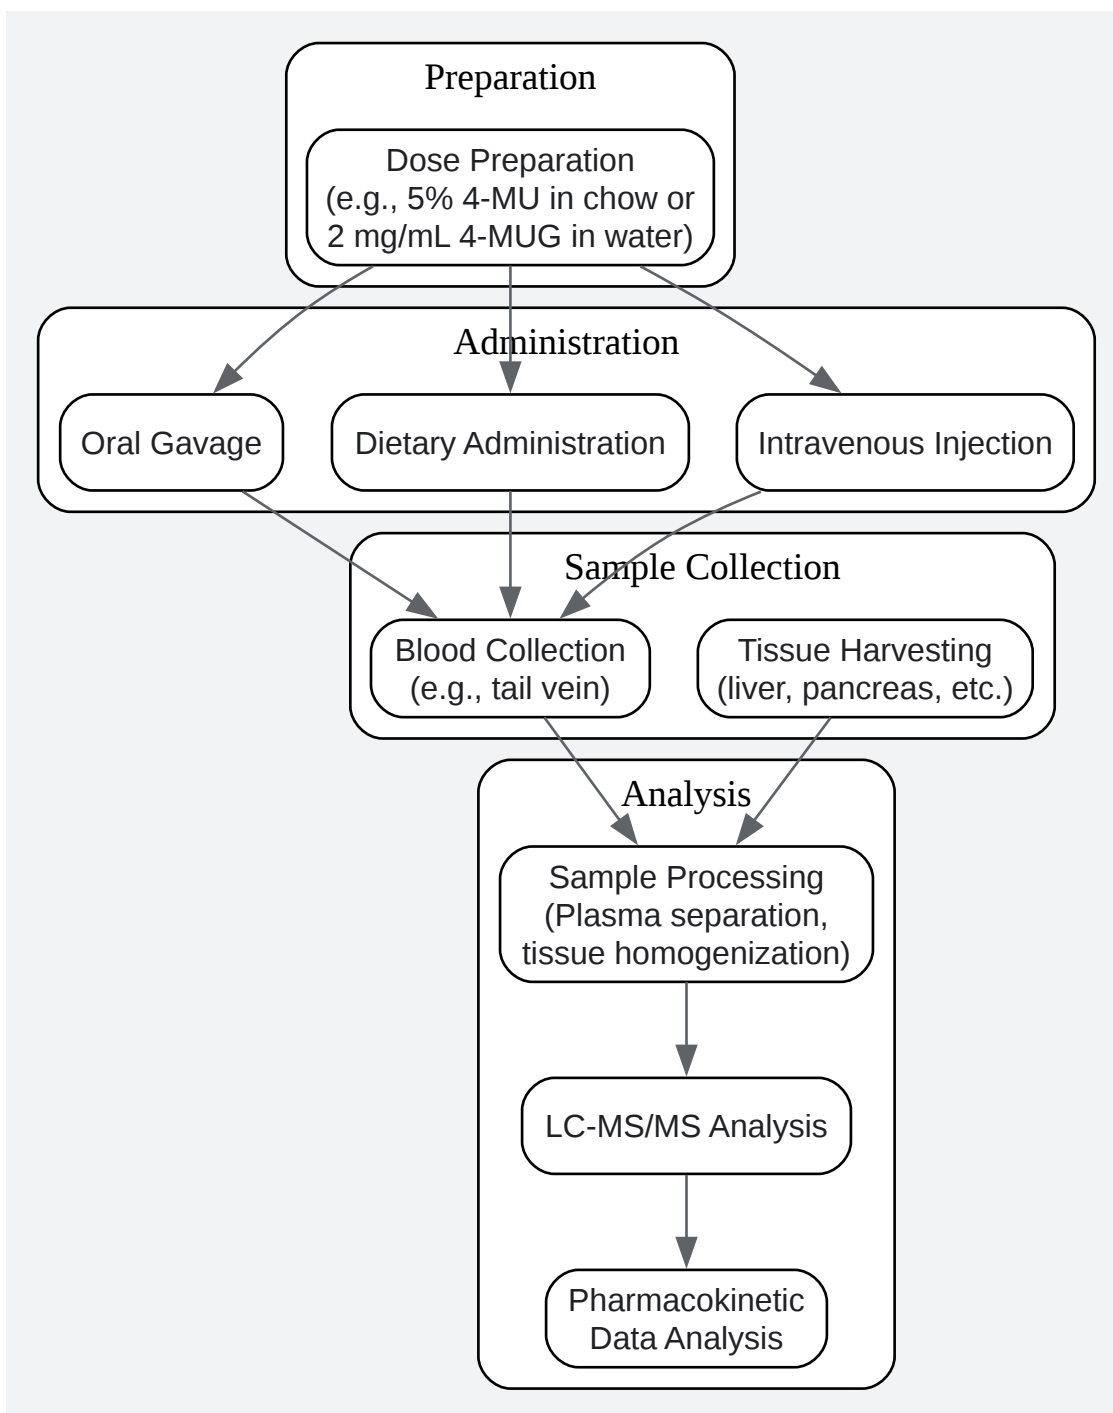 Preparation
Dose Preparation
(e.g., 5% 4-MU in chow or
2 mg/mL 4-MUG in water)
Administration
Oral Gavage
Dietary Administration
Intravenous Injection
Sample Collection
Blood Collection
(e.g., tail vein)
Tissue Harvesting
(liver, pancreas, etc.)
Analysis
Sample Processing
(Plasma separation,
tissue homogenization)
LC-MS/MS Analysis
Pharmacokinetic
Data Analysis